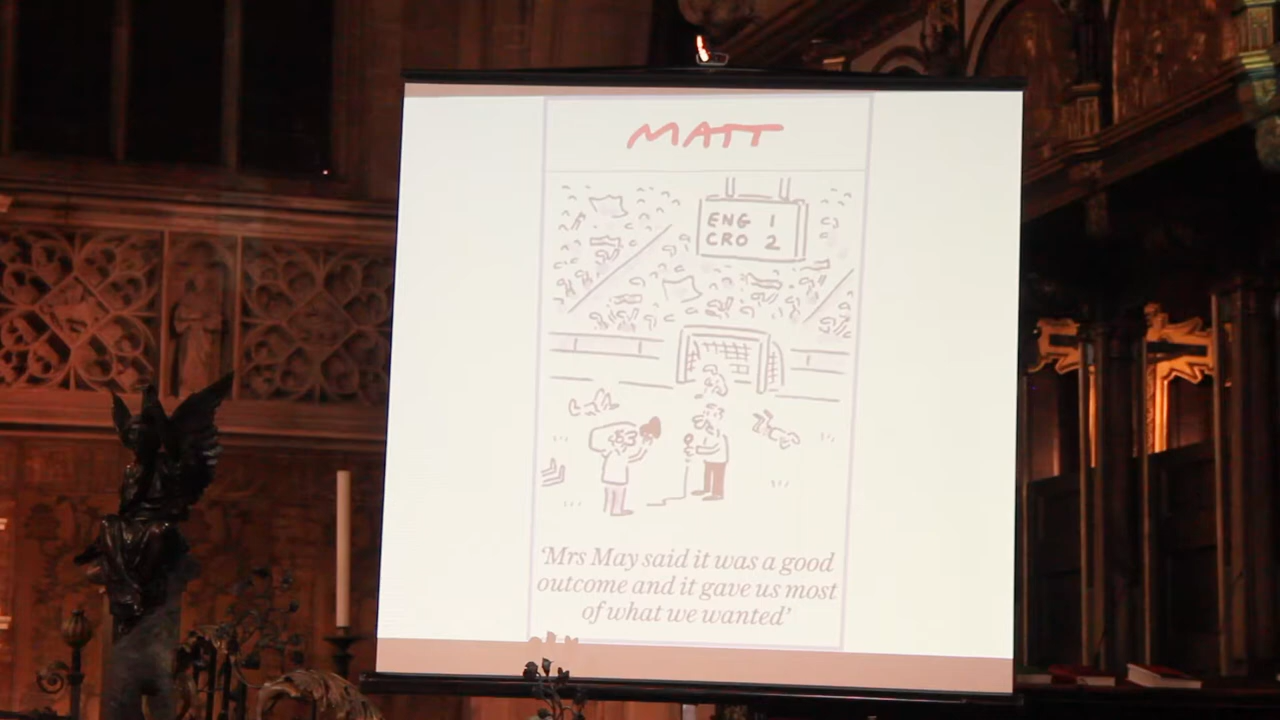 MATT
ENG 1
CRO 2
‘Mrs May said it was a good
outcome and it gave us most
of what we wanted’